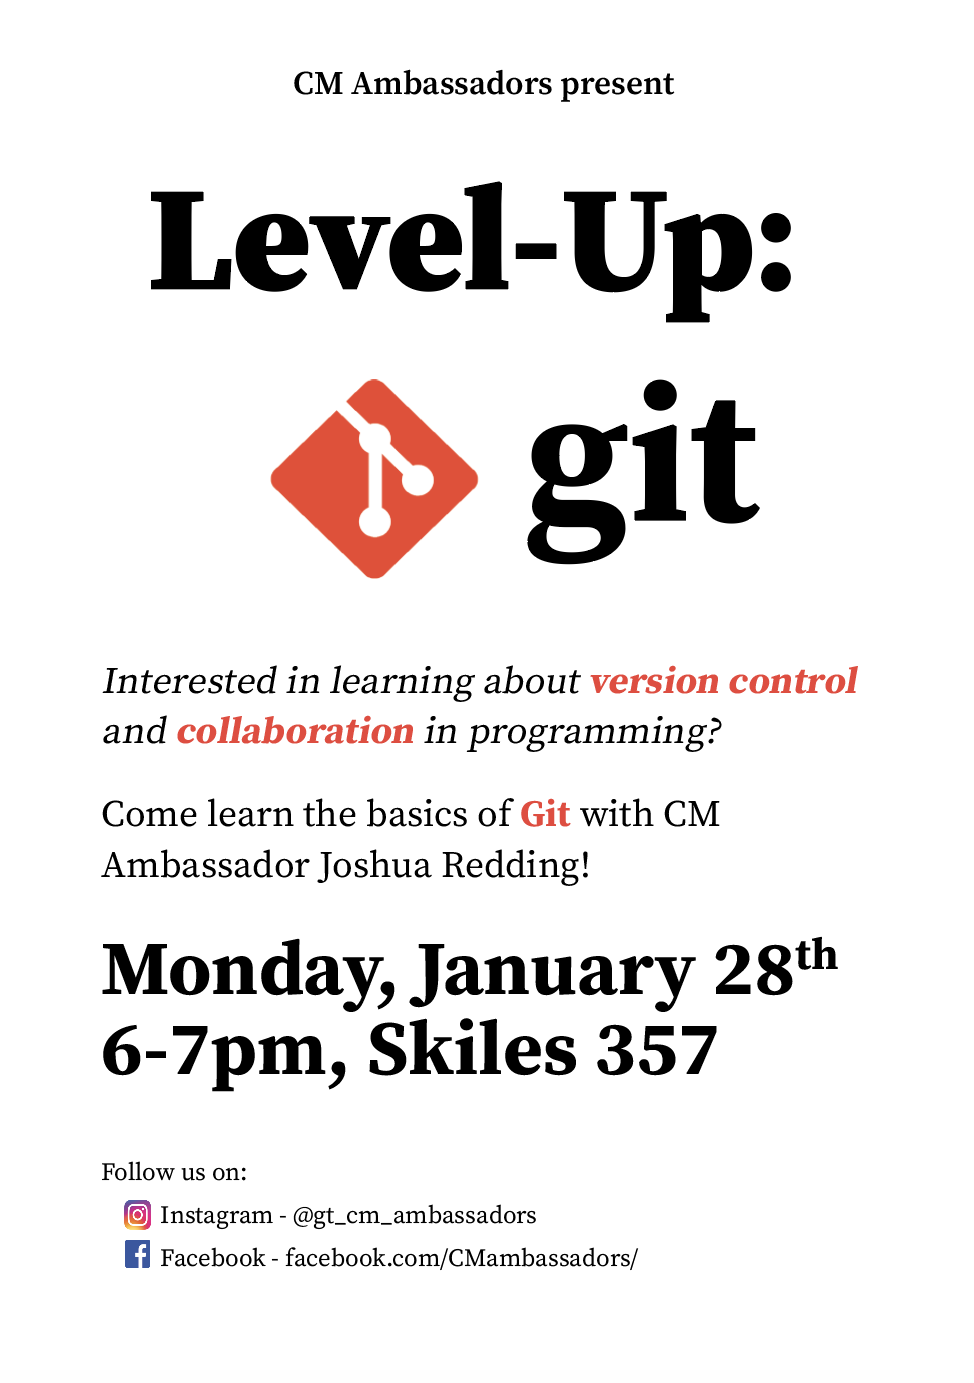 CM Ambassadors present
Level-Up:
git
Interested in learning about version control
and collaboration in programming?
Come learn the basics of Git with CM
Ambassador Joshua Redding!
Monday, January 28th
6-7pm, Skiles 357
Follow us on:
Instagram - @gt_cm_ambassadors
Facebook - facebook.com/CMambassadors/